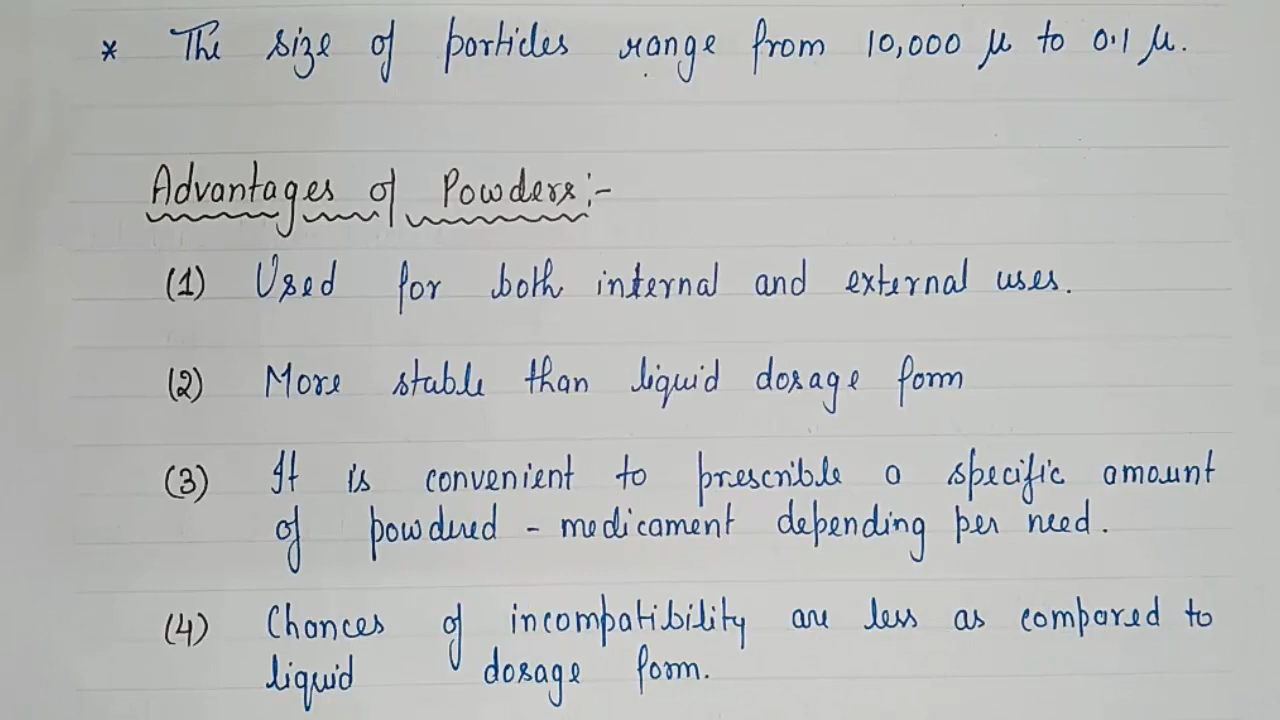 * The size of particles range from 10,000 μ to 0.1 μ.
Advantages of Powders:-
(1) Used for both internal and external uses.
(2) More stable than liquid dosage form
(3) It is convenient to prescrible a specific amount
of powdered - medicament depending per need.
(4) Chances of incompatibility are less as compared to
liquid dosage form.